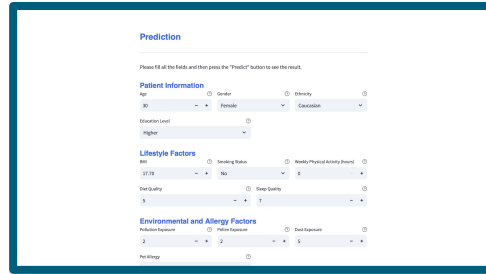 Prediction
Please fill all the fields and then press the "Predict" button to see the result.
Patient Information
Age Gender Ethnicity
30 - + Female Caucasian
Education Level
Higher
Lifestyle Factors
BMI Smoking Status Weekly Physical Activity (hours)
17.70 - + No 0 - +
Diet Quality Sleep Quality
5 - + 7 - +
Environmental and Allergy Factors
Pollution Exposure Pollen Exposure Dust Exposure
2 - + 2 - + 5 - +
Pet Allergy